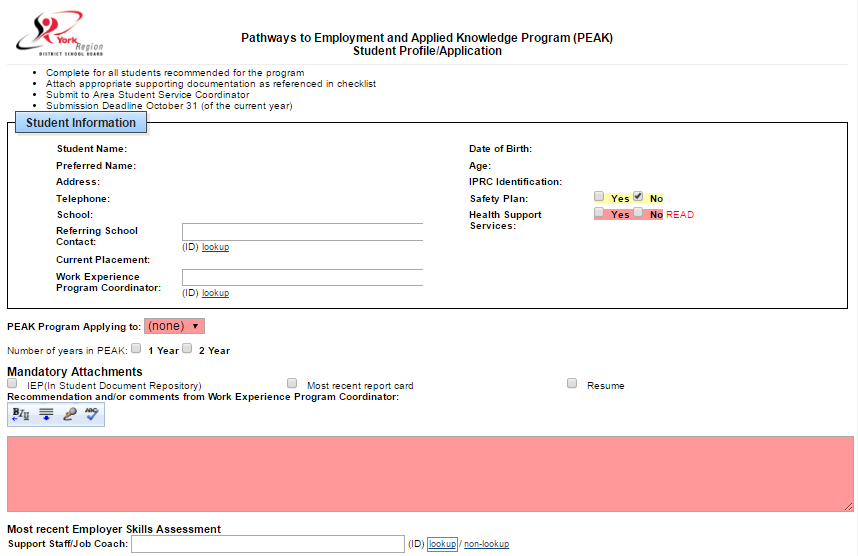 York
Region
DISTRICT SCHOOL BOARD
Pathways to Employment and Applied Knowledge Program (PEAK)
Student Profile/Application
• Complete for all students recommended for the program
• Attach appropriate supporting documentation as referenced in checklist
• Submit to Area Student Service Coordinator
• Submission Deadline October 31 (of the current year)
Student Information
Student Name:
Date of Birth:
Preferred Name:
Age:
Address:
IPRC Identification:
Telephone:
Safety Plan: Yes No
School:
Health Support Services: Yes No READ
Referring School
Contact:
(ID) lookup
Current Placement:
Work Experience
Program Coordinator:
(ID) lookup
PEAK Program Applying to: (none)
Number of years in PEAK: 1 Year 2 Year
Mandatory Attachments
IEP(In Student Document Repository) Most recent report card Resume
Recommendation and/or comments from Work Experience Program Coordinator:
B I U ABC
Most recent Employer Skills Assessment
Support Staff/Job Coach: (ID) lookup / non-lookup